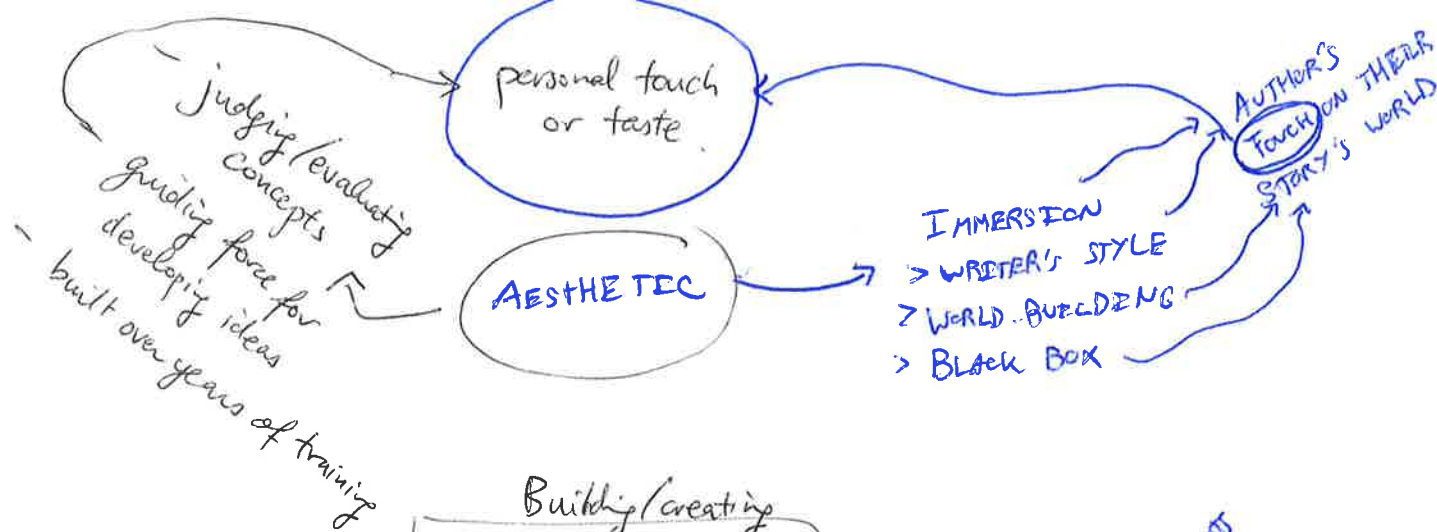 personal touch
or taste
- judging/evaluating
concepts
guiding force for
developing ideas
- built over years of training
AESTHETIC
IMMERSION
> WRITER'S STYLE
> WORLD BUILDING
> BLACK BOX
AUTHOR'S
TOUCH ON THEIR
STORY'S WORLD
Building/creating